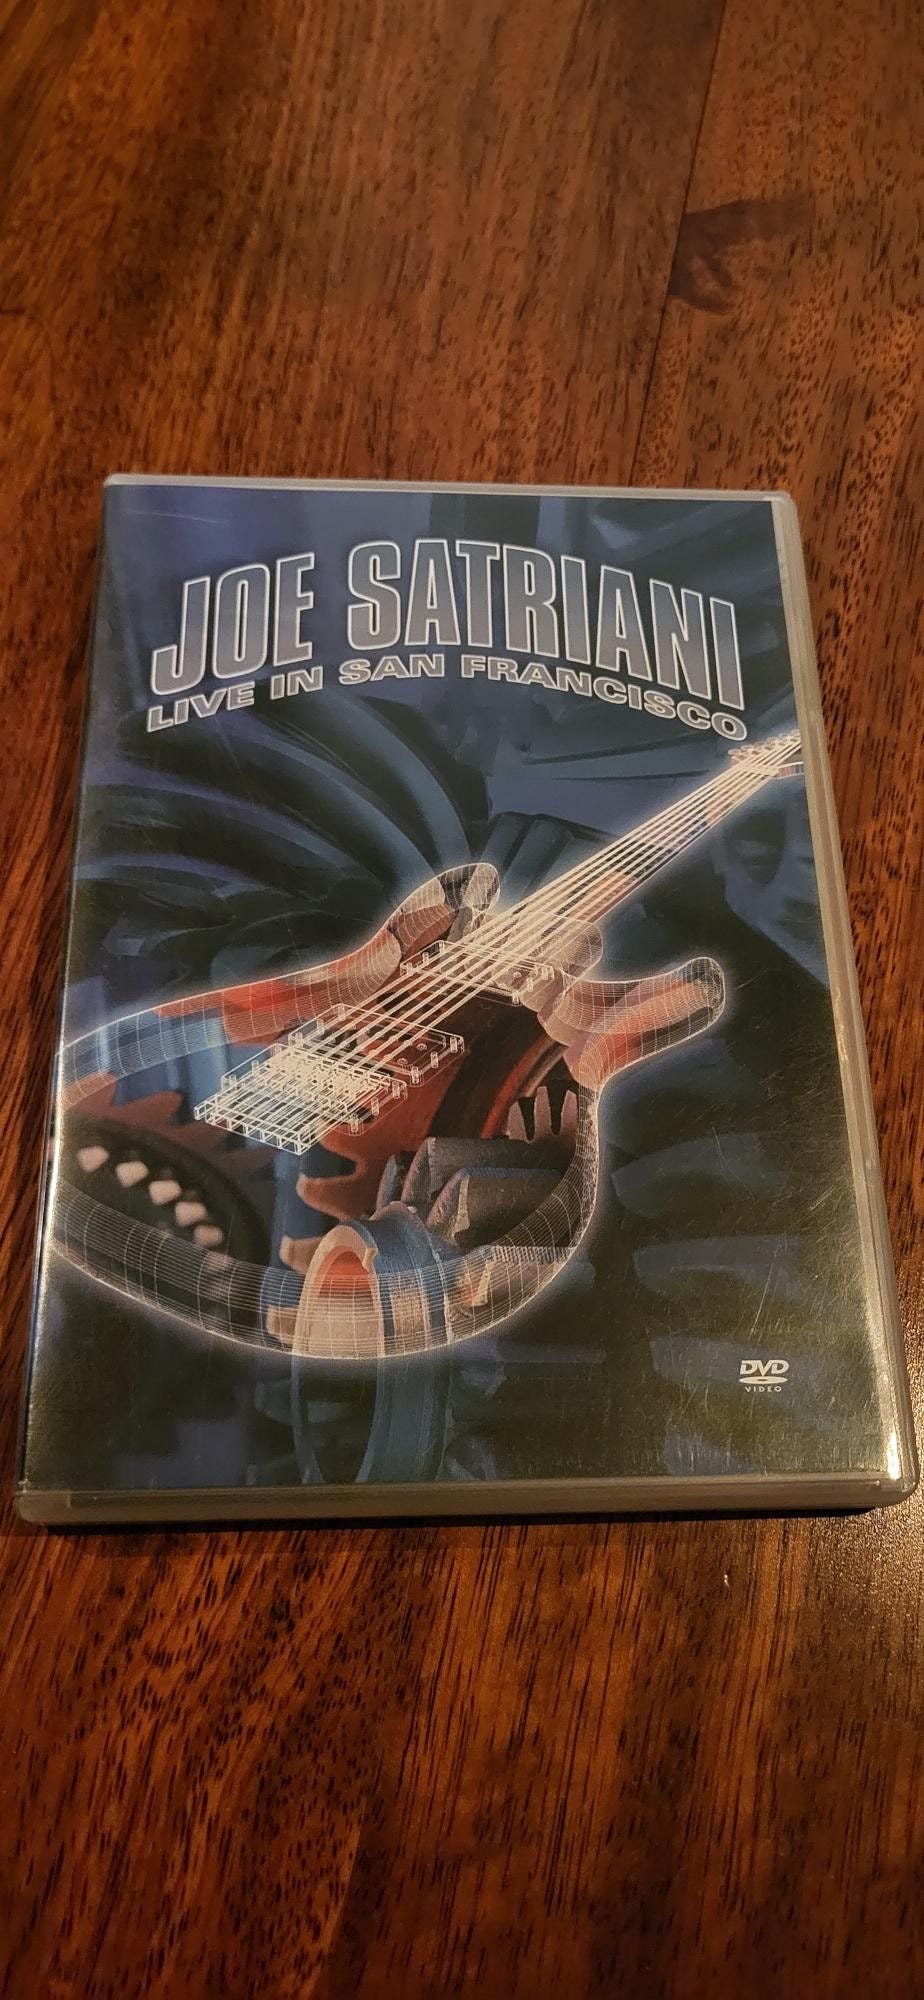 JOE SATRIANI
LIVE IN SAN FRANCISCO
DVD
VIDEO